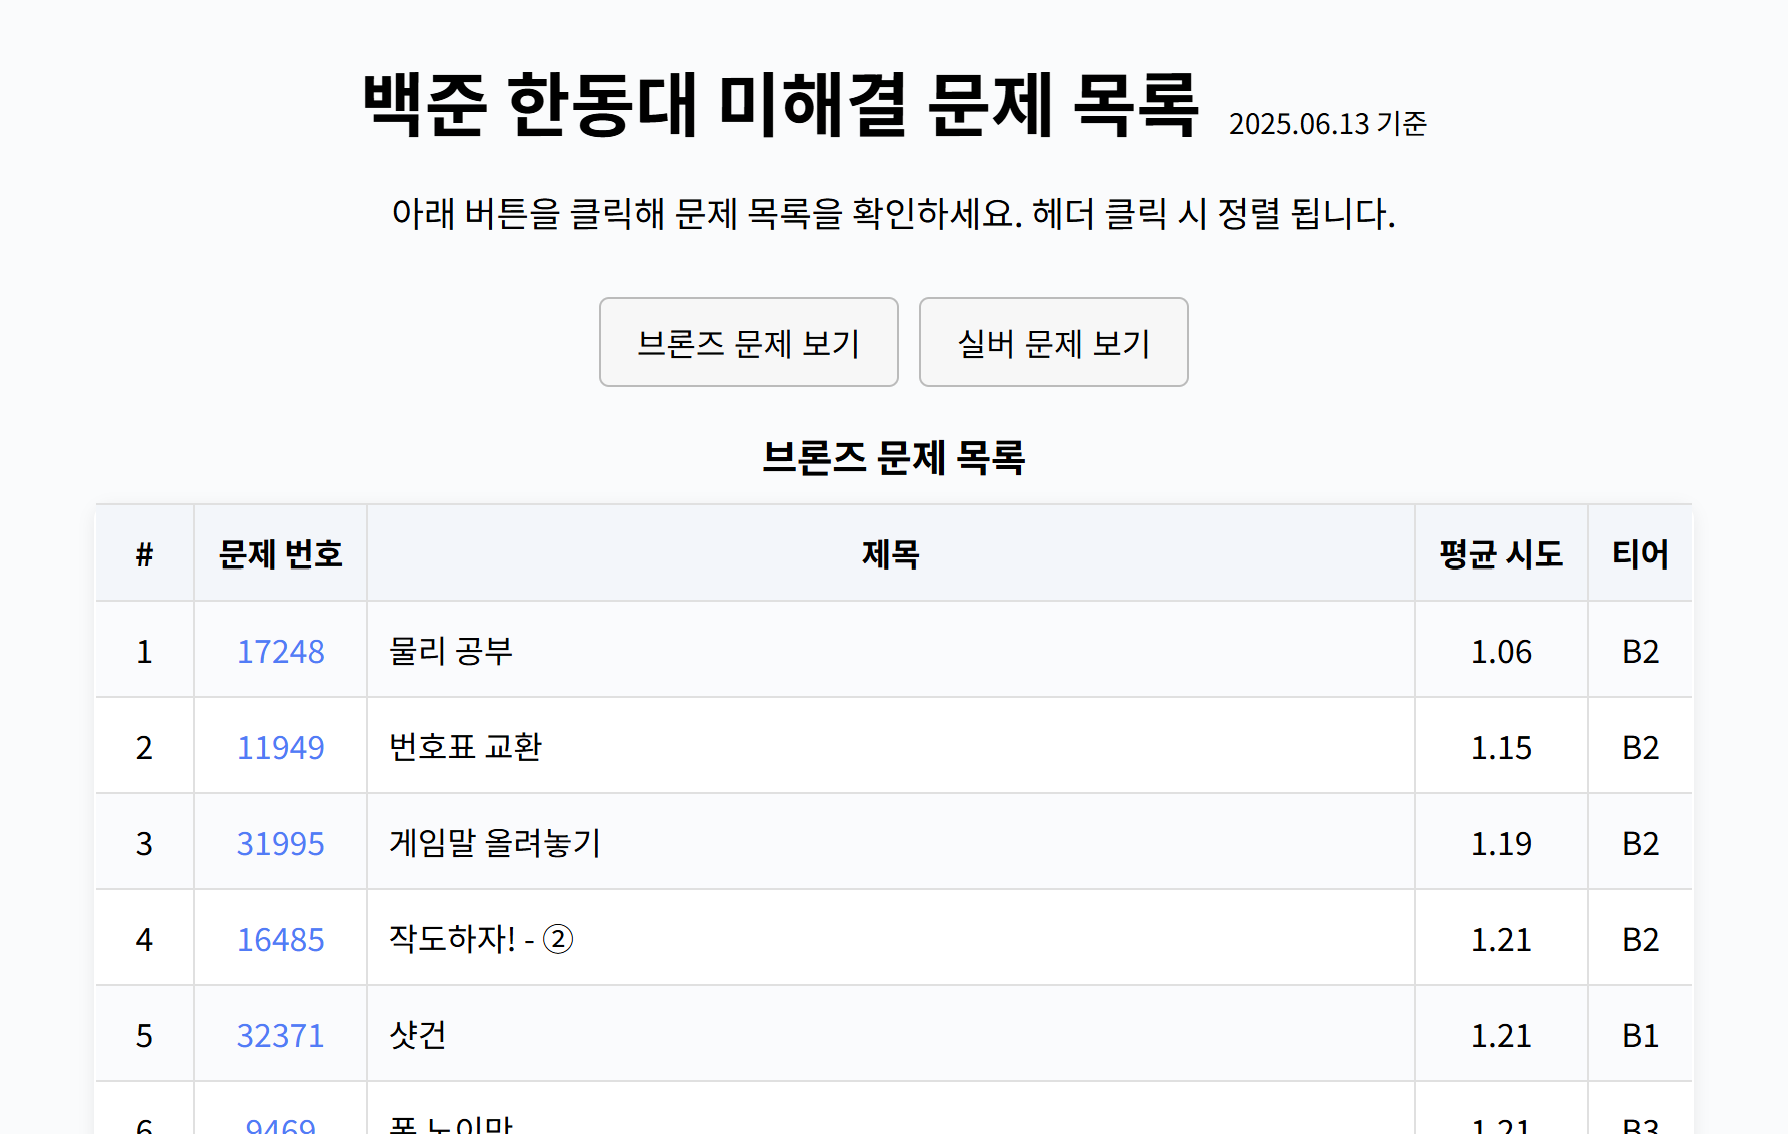 백준 한동대 미해결 문제 목록 2025.06.13 기준
아래 버튼을 클릭해 문제 목록을 확인하세요. 헤더 클릭 시 정렬 됩니다.
브론즈 문제 보기 실버 문제 보기
브론즈 문제 목록
# 문제 번호 제목 평균 시도 티어
1 17248 물리 공부 1.06 B2
2 11949 번호표 교환 1.15 B2
3 31995 게임말 올려놓기 1.19 B2
4 16485 작도하자! - ② 1.21 B2
5 32371 샷건 1.21 B1
6 9469 폰 노이만 1.21 B3